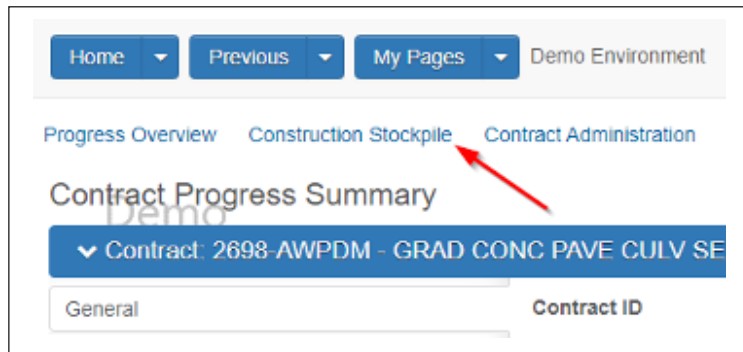 Home Previous My Pages Demo Environment
Progress Overview Construction Stockpile Contract Administration
Contract Progress Summary
Demo
Contract: 2698-AWPDM - GRAD CONC PAVE CULV SE
General Contract ID